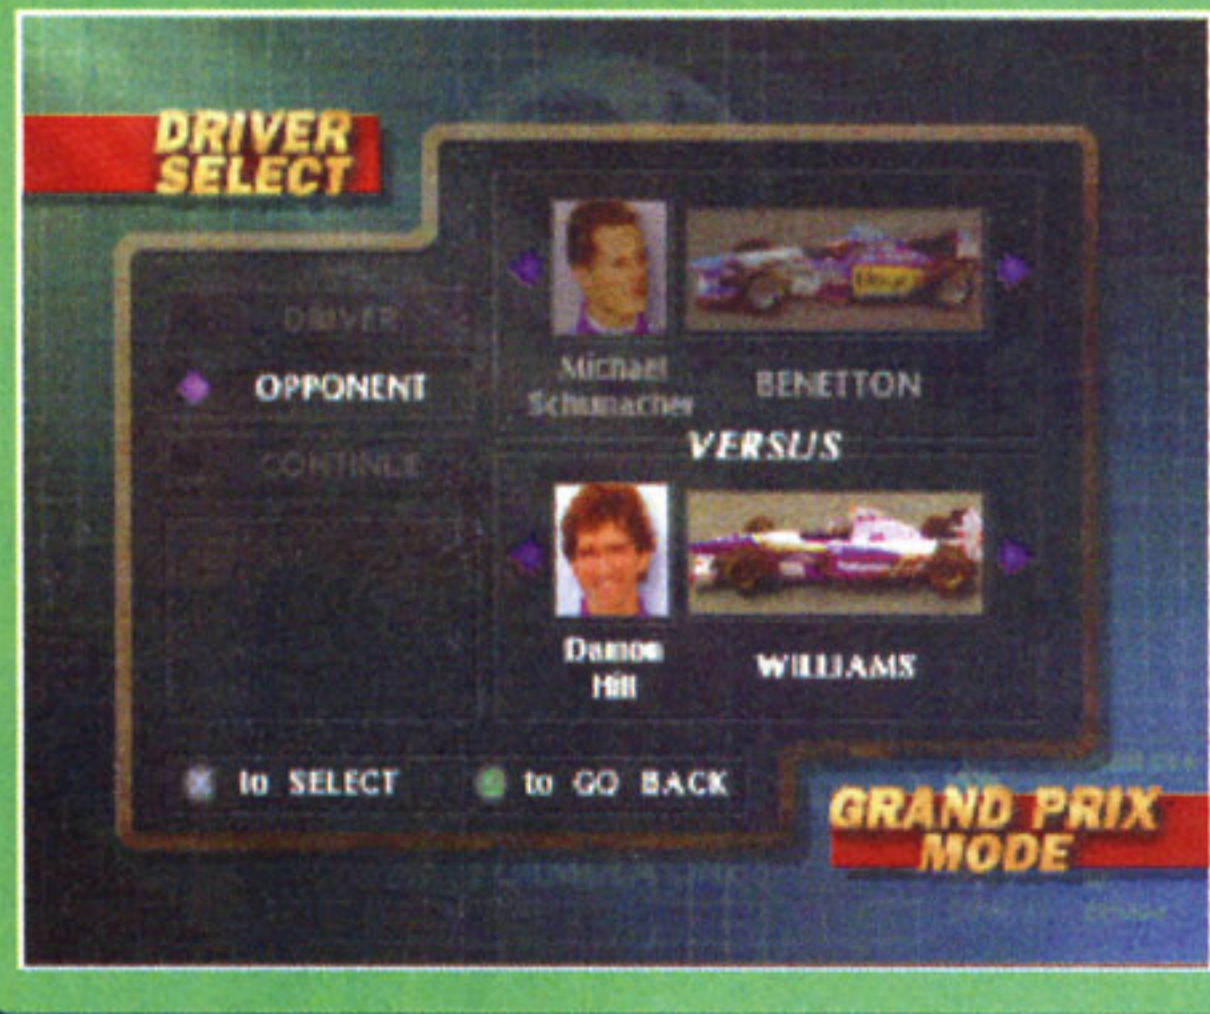 DRIVER
SELECT
DRIVER
OPPONENT
CONTINUE
Michael
Schumacher
BENETTON
VERSUS
Damon
Hill
WILLIAMS
to SELECT
to GO BACK
GRAND PRIX
MODE